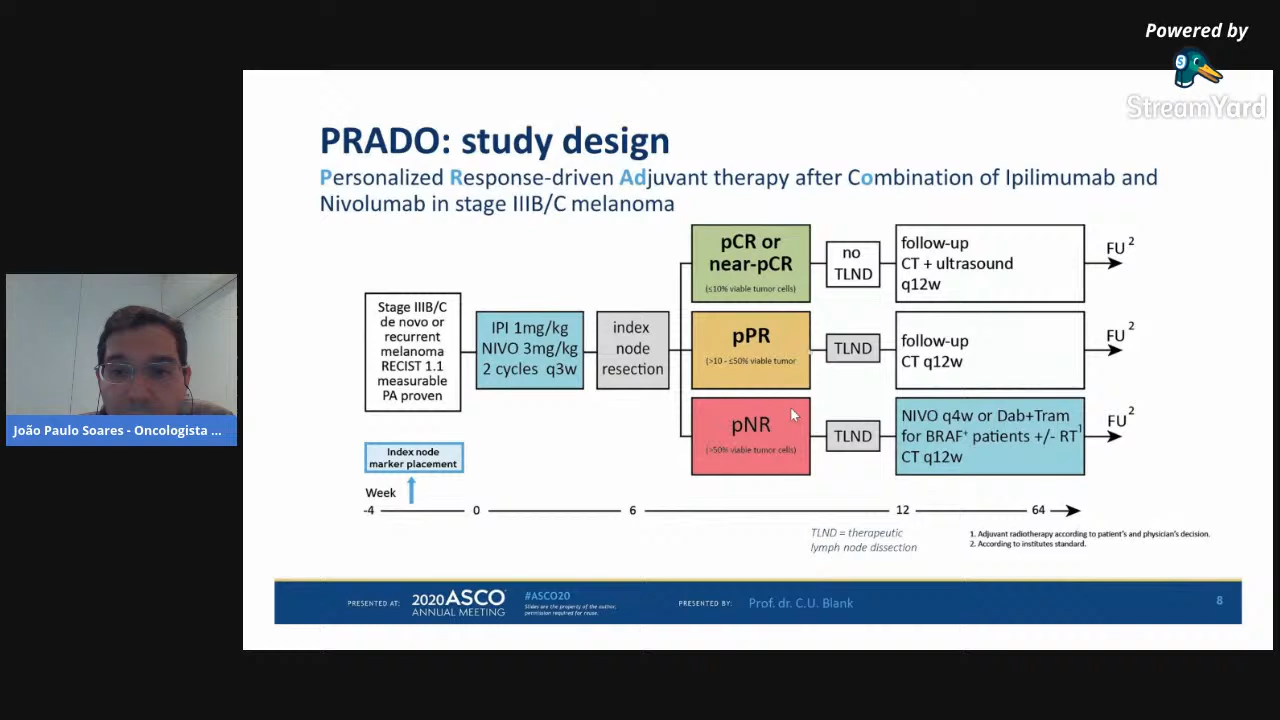 Powered by
StreamYard
PRADO: study design
Personalized Response-driven Adjuvant therapy after Combination of Ipilimumab and
Nivolumab in stage IIIB/C melanoma
Stage IIIB/C
de novo or
recurrent
melanoma
RECIST 1.1
measurable
PA proven
IPI 1mg/kg
NIVO 3mg/kg
2 cycles q3w
index
node
resection
pCR or
near-pCR
(≤10% viable tumor cells)
no
TLND
follow-up
CT + ultrasound
q12w
FU 2
pPR
(>10 - ≤50% viable tumor
TLND
follow-up
CT q12w
FU 2
pNR
(>50% viable tumor cells)
TLND
NIVO q4w or Dab+Tram
for BRAF+ patients +/- RT1
CT q12w
FU 2
João Paulo Soares - Oncologista ...
Index node
marker placement
Week
-4 0 6 12 64
TLND = therapeutic
lymph node dissection
1. Adjuvant radiotherapy according to patient's and physician's decision.
2. According to institutes standard.
PRESENTED AT:
2020 ASCO
ANNUAL MEETING
#ASCO20
Slides are the property of the author,
permission required for reuse.
PRESENTED BY:
Prof. dr. C.U. Blank
8